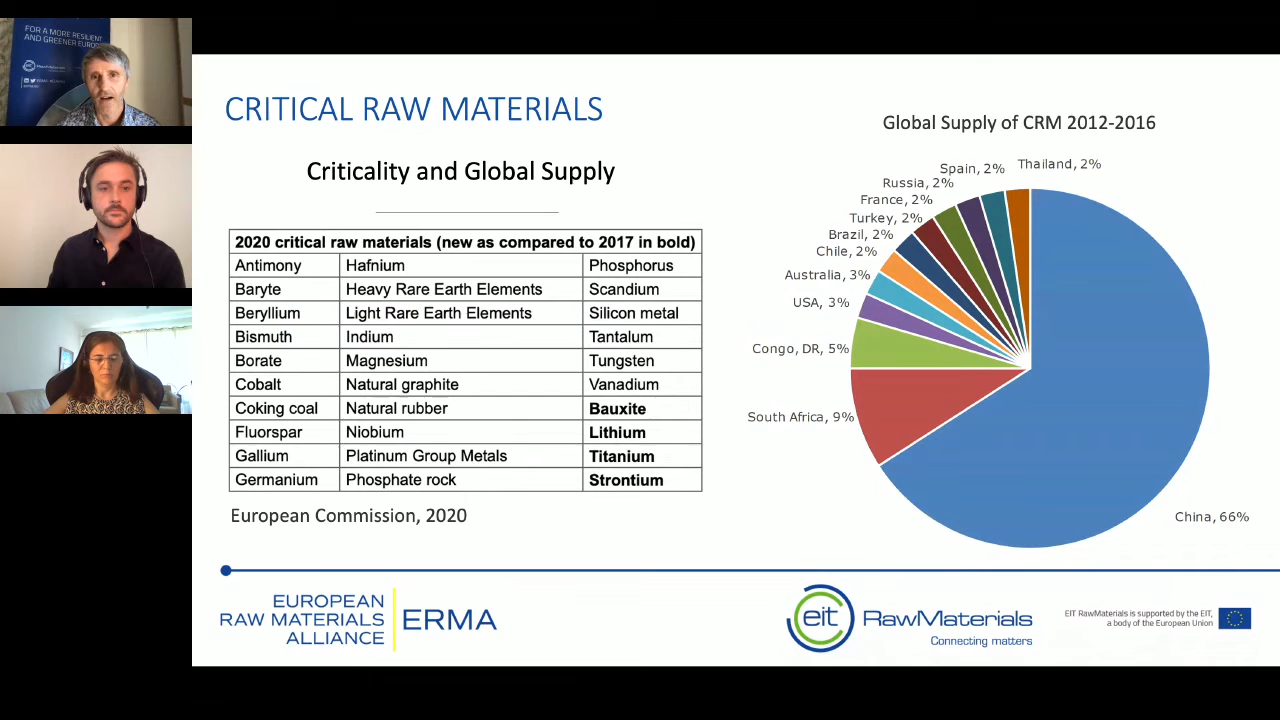 FOR A MORE RESILIENT
AND GREENER EUROPE
CRITICAL RAW MATERIALS
Criticality and Global Supply
2020 critical raw materials (new as compared to 2017 in bold)
Antimony Hafnium Phosphorus
Baryte Heavy Rare Earth Elements Scandium
Beryllium Light Rare Earth Elements Silicon metal
Bismuth Indium Tantalum
Borate Magnesium Tungsten
Cobalt Natural graphite Vanadium
Coking coal Natural rubber Bauxite
Fluorspar Niobium Lithium
Gallium Platinum Group Metals Titanium
Germanium Phosphate rock Strontium
European Commission, 2020
Global Supply of CRM 2012-2016
Thailand, 2%
Spain, 2%
Russia, 2%
France, 2%
Turkey, 2%
Brazil, 2%
Chile, 2%
Australia, 3%
USA, 3%
Congo, DR, 5%
South Africa, 9%
China, 66%
EUROPEAN
RAW MATERIALS
ALLIANCE
ERMA
eit RawMaterials
Connecting matters
EIT RawMaterials is supported by the EIT,
a body of the European Union